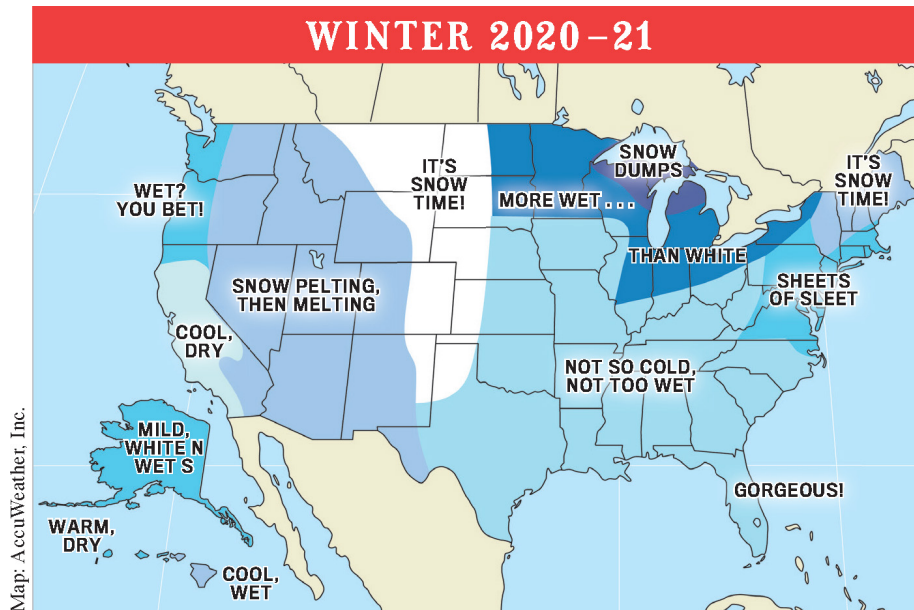 WINTER 2020–21
WET?
YOU BET!
IT'S
SNOW
TIME!
SNOW
DUMPS
IT'S
SNOW
TIME!
MORE WET . . .
THAN WHITE
SNOW PELTING,
THEN MELTING
SHEETS
OF SLEET
COOL,
DRY
NOT SO COLD,
NOT TOO WET
MILD,
WHITE N
WET S
GORGEOUS!
WARM,
DRY
COOL,
WET
Map: AccuWeather, Inc.